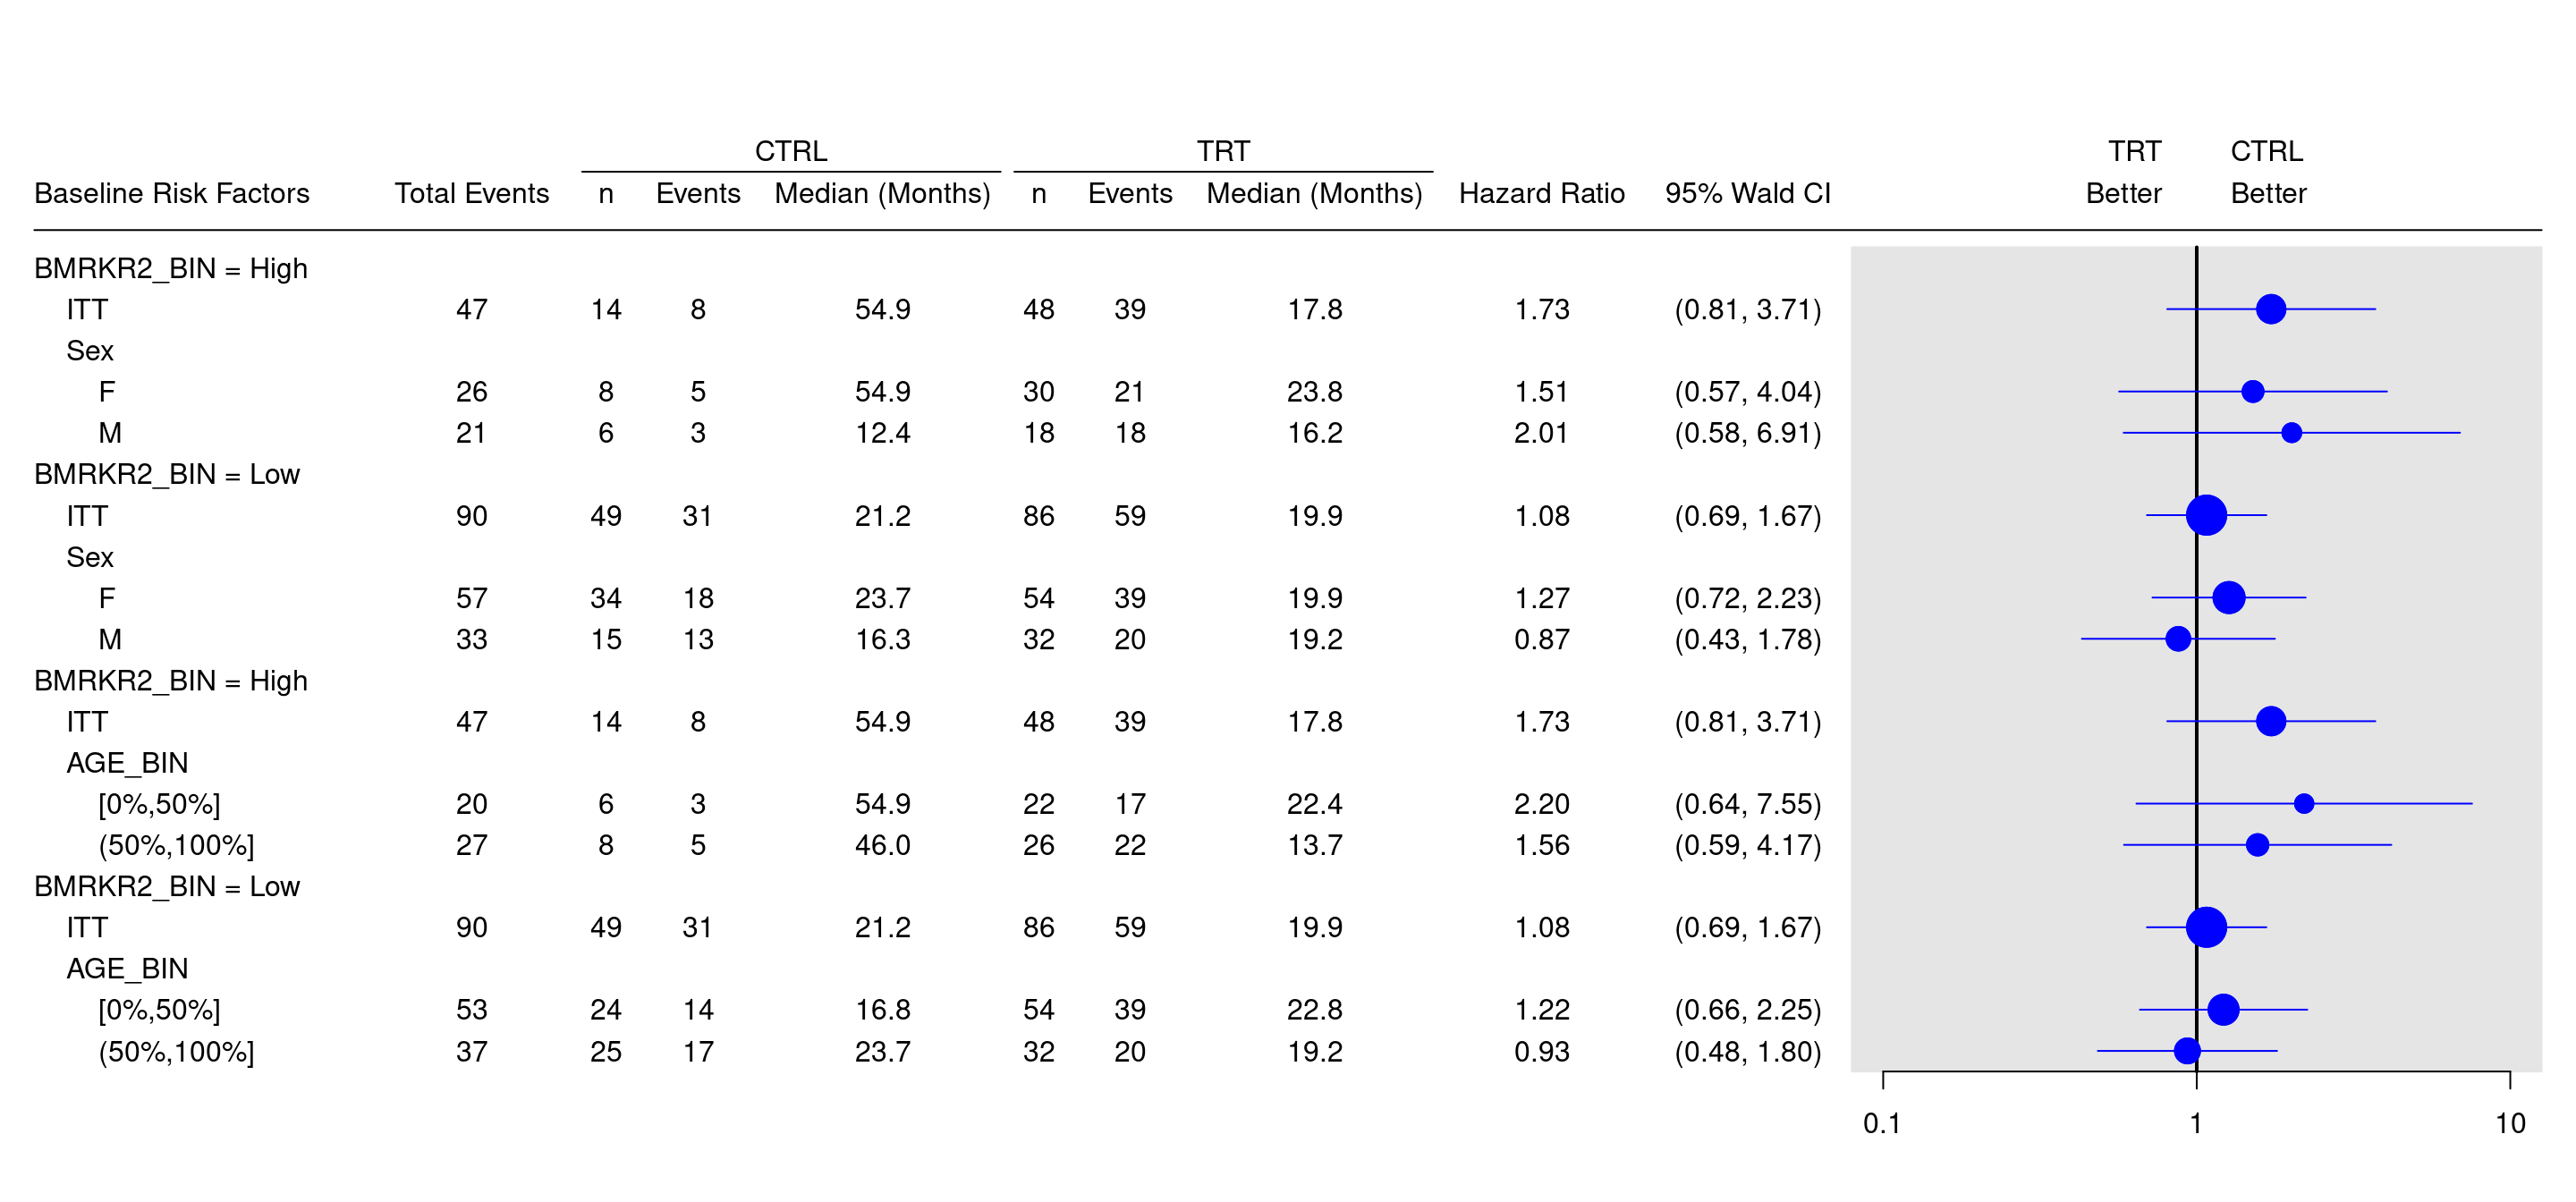 CTRL TRT TRT CTRL
Baseline Risk Factors Total Events n Events Median (Months) n Events Median (Months) Hazard Ratio 95% Wald CI Better Better
BMRKR2_BIN = High
ITT 47 14 8 54.9 48 39 17.8 1.73 (0.81, 3.71)
Sex
F 26 8 5 54.9 30 21 23.8 1.51 (0.57, 4.04)
M 21 6 3 12.4 18 18 16.2 2.01 (0.58, 6.91)
BMRKR2_BIN = Low
ITT 90 49 31 21.2 86 59 19.9 1.08 (0.69, 1.67)
Sex
F 57 34 18 23.7 54 39 19.9 1.27 (0.72, 2.23)
M 33 15 13 16.3 32 20 19.2 0.87 (0.43, 1.78)
BMRKR2_BIN = High
ITT 47 14 8 54.9 48 39 17.8 1.73 (0.81, 3.71)
AGE_BIN
[0%,50%] 20 6 3 54.9 22 17 22.4 2.20 (0.64, 7.55)
(50%,100%] 27 8 5 46.0 26 22 13.7 1.56 (0.59, 4.17)
BMRKR2_BIN = Low
ITT 90 49 31 21.2 86 59 19.9 1.08 (0.69, 1.67)
AGE_BIN
[0%,50%] 53 24 14 16.8 54 39 22.8 1.22 (0.66, 2.25)
(50%,100%] 37 25 17 23.7 32 20 19.2 0.93 (0.48, 1.80)
0.1 1 10